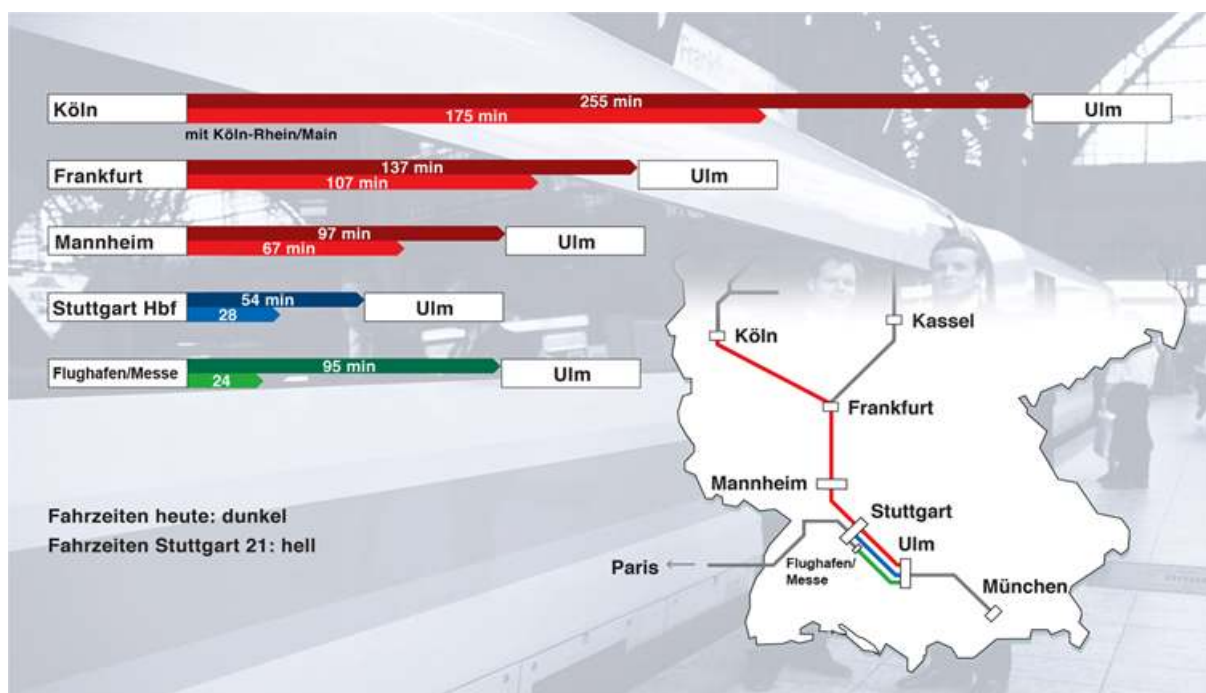 Köln
255 min
175 min
Ulm
mit Köln-Rhein/Main
Frankfurt
137 min
107 min
Ulm
Mannheim
97 min
67 min
Ulm
Stuttgart Hbf
54 min
28
Ulm
Flughafen/Messe
95 min
24
Ulm
Fahrzeiten heute: dunkel
Fahrzeiten Stuttgart 21: hell
Köln
Kassel
Frankfurt
Mannheim
Stuttgart
Ulm
Paris
Flughafen/
Messe
München